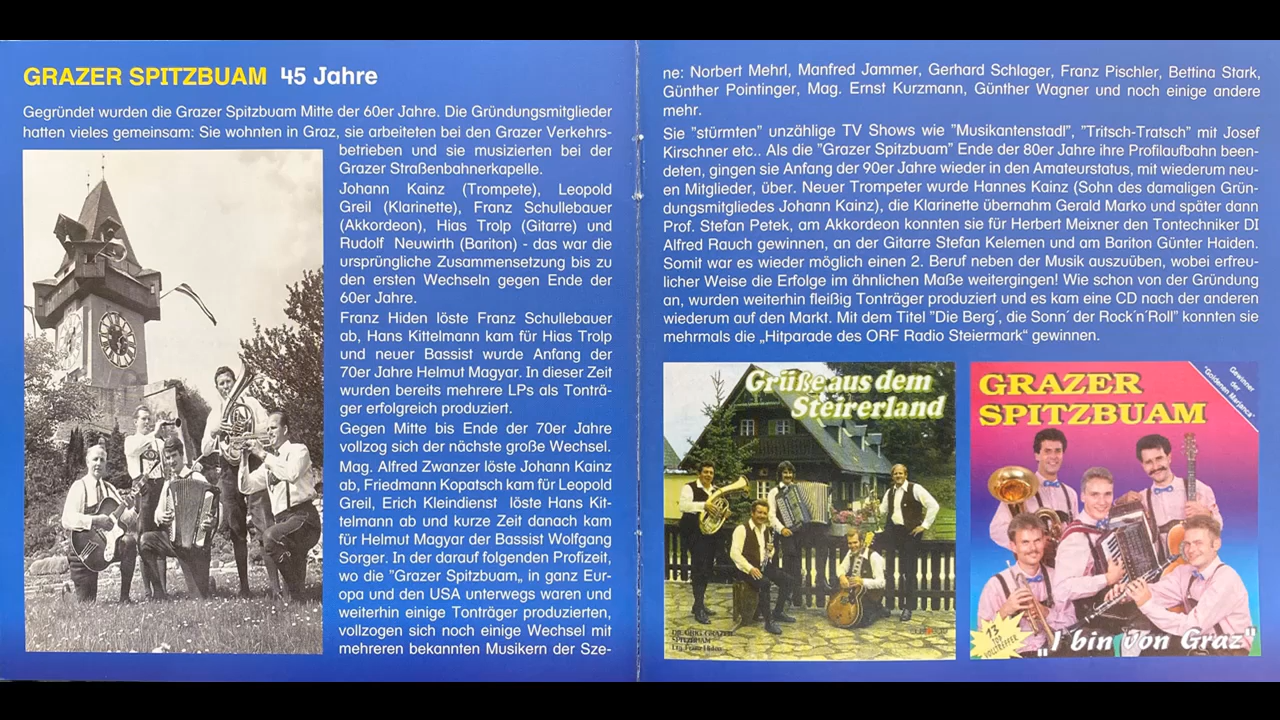 GRAZER SPITZBUAM 45 Jahre
Gegründet wurden die Grazer Spitzbuam Mitte der 60er Jahre. Die Gründungsmitglieder
hatten vieles gemeinsam: Sie wohnten in Graz, sie arbeiteten bei den Grazer Verkehrs-
betrieben und sie musizierten bei der
Grazer Straßenbahnerkapelle.
Johann Kainz (Trompete), Leopold
Greil (Klarinette), Franz Schullebauer
(Akkordeon), Hias Trolp (Gitarre) und
Rudolf Neuwirth (Bariton) - das war die
ursprüngliche Zusammensetzung bis zu
den ersten Wechseln gegen Ende der
60er Jahre.
Franz Hiden löste Franz Schullebauer
ab, Hans Kittelmann kam für Hias Trolp
und neuer Bassist wurde Anfang der
70er Jahre Helmut Magyar. In dieser Zeit
wurden bereits mehrere LPs als Tonträ-
ger erfolgreich produziert.
Gegen Mitte bis Ende der 70er Jahre
vollzog sich der nächste große Wechsel.
Mag. Alfred Zwanzer löste Johann Kainz
ab, Friedmann Kopatsch kam für Leopold
Greil, Erich Kleindienst löste Hans Kit-
telmann ab und kurze Zeit danach kam
für Helmut Magyar der Bassist Wolfgang
Sorger. In der darauf folgenden Profizeit,
wo die "Grazer Spitzbuam„ in ganz Eur-
opa und den USA unterwegs waren und
weiterhin einige Tonträger produzierten,
vollzogen sich noch einige Wechsel mit
mehreren bekannten Musikern der Sze-
ne: Norbert Mehrl, Manfred Jammer, Gerhard Schlager, Franz Pischler, Bettina Stark,
Günther Pointinger, Mag. Ernst Kurzmann, Günther Wagner und noch einige andere
mehr.
Sie "stürmten" unzählige TV Shows wie "Musikantenstadl", "Tritsch-Tratsch" mit Josef
Kirschner etc.. Als die "Grazer Spitzbuam" Ende der 80er Jahre ihre Profilaufbahn been-
deten, gingen sie Anfang der 90er Jahre wieder in den Amateurstatus, mit wiederum neu-
en Mitglieder, über. Neuer Trompeter wurde Hannes Kainz (Sohn des damaligen Grün-
dungsmitgliedes Johann Kainz), die Klarinette übernahm Gerald Marko und später dann
Prof. Stefan Petek, am Akkordeon konnten sie für Herbert Meixner den Tontechniker DI
Alfred Rauch gewinnen, an der Gitarre Stefan Kelemen und am Bariton Günter Haiden.
Somit war es wieder möglich einen 2. Beruf neben der Musik auszuüben, wobei erfreu-
licher Weise die Erfolge im ähnlichen Maße weitergingen! Wie schon von der Gründung
an, wurden weiterhin fleißig Tonträger produziert und es kam eine CD nach der anderen
wiederum auf den Markt. Mit dem Titel "Die Berg´, die Sonn´ der Rock´n´Roll" konnten sie
mehrmals die „Hitparade des ORF Radio Steiermark" gewinnen.
Grüße aus dem
Steirerland
DIE ORIG. GRAZER
SPITZBUAM
Ltg. Franz Hiden
GRAZER
SPITZBUAM
Gewinner
der
"Goldenen Marianca"
13
VOLLTREFFER
„I bin von Graz"